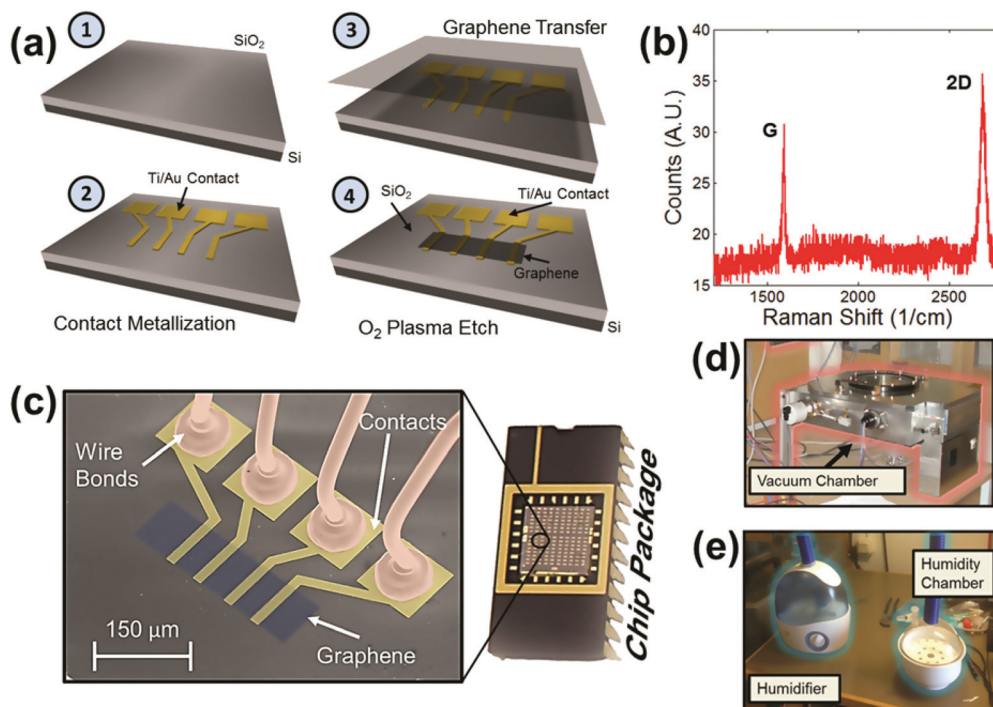 (a)
1
SiO₂
Si
2
Ti/Au Contact
Contact Metallization
3
Graphene Transfer
4
SiO₂
Ti/Au Contact
Graphene
Si
O₂ Plasma Etch
(b)
G
2D
Counts (A.U.)
40
35
30
25
20
15
1500
2000
2500
Raman Shift (1/cm)
(c)
Wire
Bonds
Contacts
150 μm
Graphene
Chip Package
(d)
Vacuum Chamber
(e)
Humidity
Chamber
Humidifier